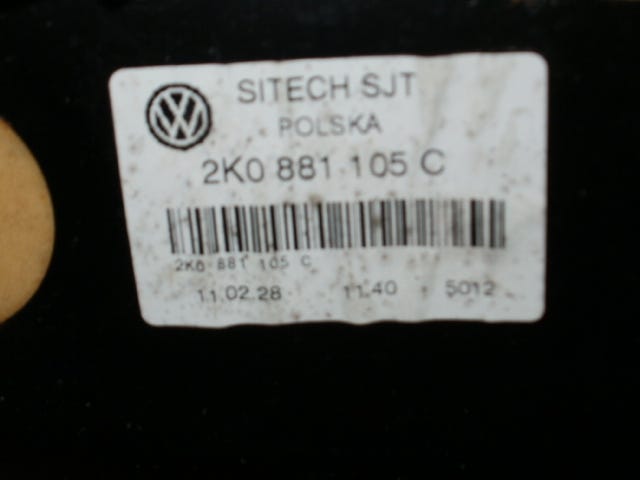 SITECH SJT
POLSKA
2K0 881 105 C
2K0 881 105 C
11.02.28 11.40 5012